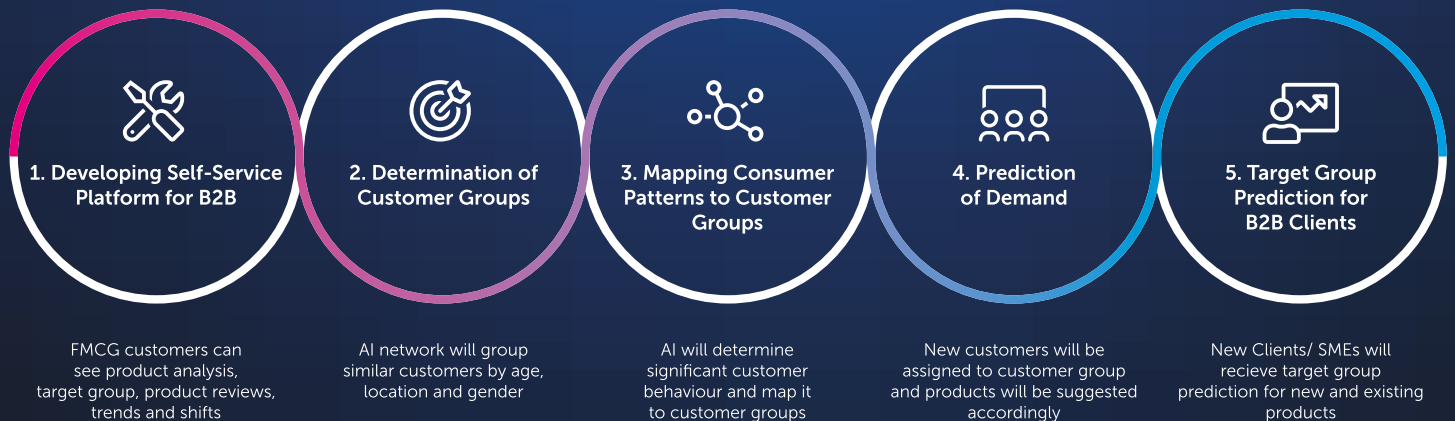 1. Developing Self-Service
Platform for B2B
FMCG customers can
see product analysis,
target group, product reviews,
trends and shifts
2. Determination of
Customer Groups
AI network will group
similar customers by age,
location and gender
3. Mapping Consumer
Patterns to Customer
Groups
AI will determine
significant customer
behaviour and map it
to customer groups
4. Prediction
of Demand
New customers will be
assigned to customer group
and products will be suggested
accordingly
5. Target Group
Prediction for
B2B Clients
New Clients/ SMEs will
recieve target group
prediction for new and existing
products